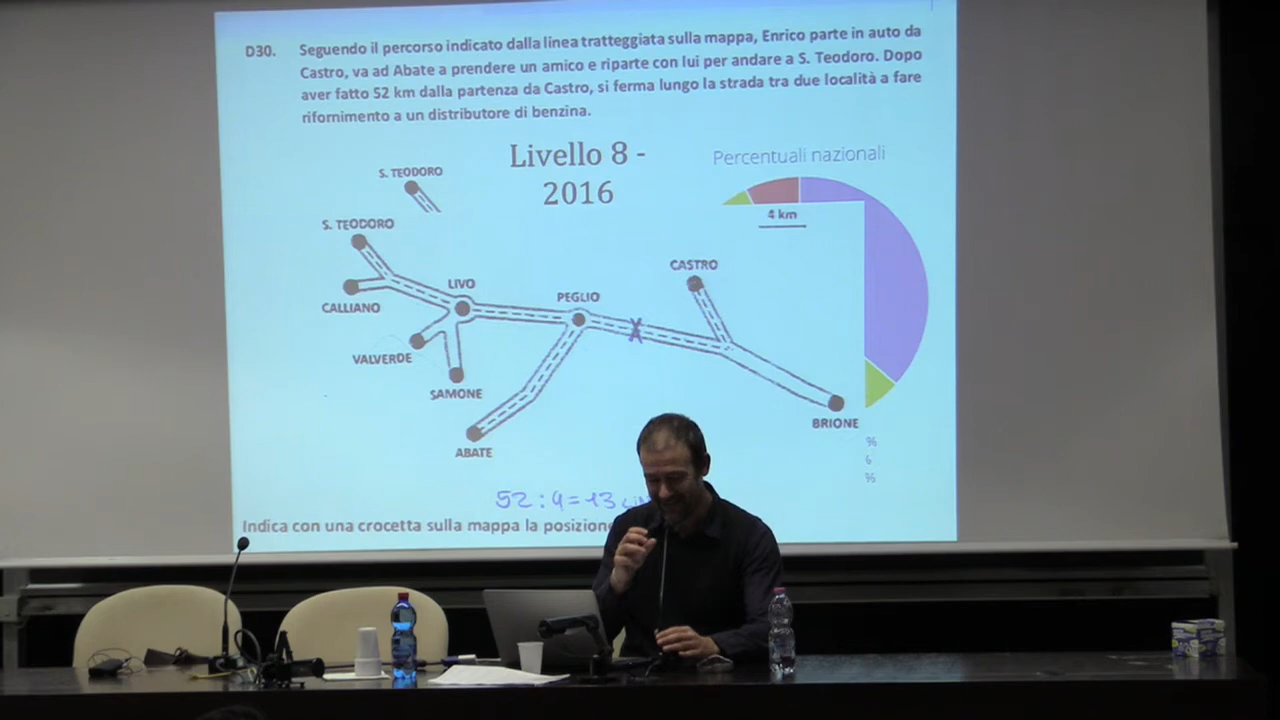 D30. Seguendo il percorso indicato dalla linea tratteggiata sulla mappa, Enrico parte in auto da
Castro, va ad Abate a prendere un amico e riparte con lui per andare a S. Teodoro. Dopo
aver fatto 52 km dalla partenza da Castro, si ferma lungo la strada tra due località a fare
rifornimento a un distributore di benzina.
Livello 8 -
2016
Percentuali nazionali
S. TEODORO
4 km
S. TEODORO
CASTRO
LIVO
PEGLIO
CALLIANO
VALVERDE
SAMONE
BRIONE
ABATE
%
6
%
52 : 4 = 13
Indica con una crocetta sulla mappa la posizione